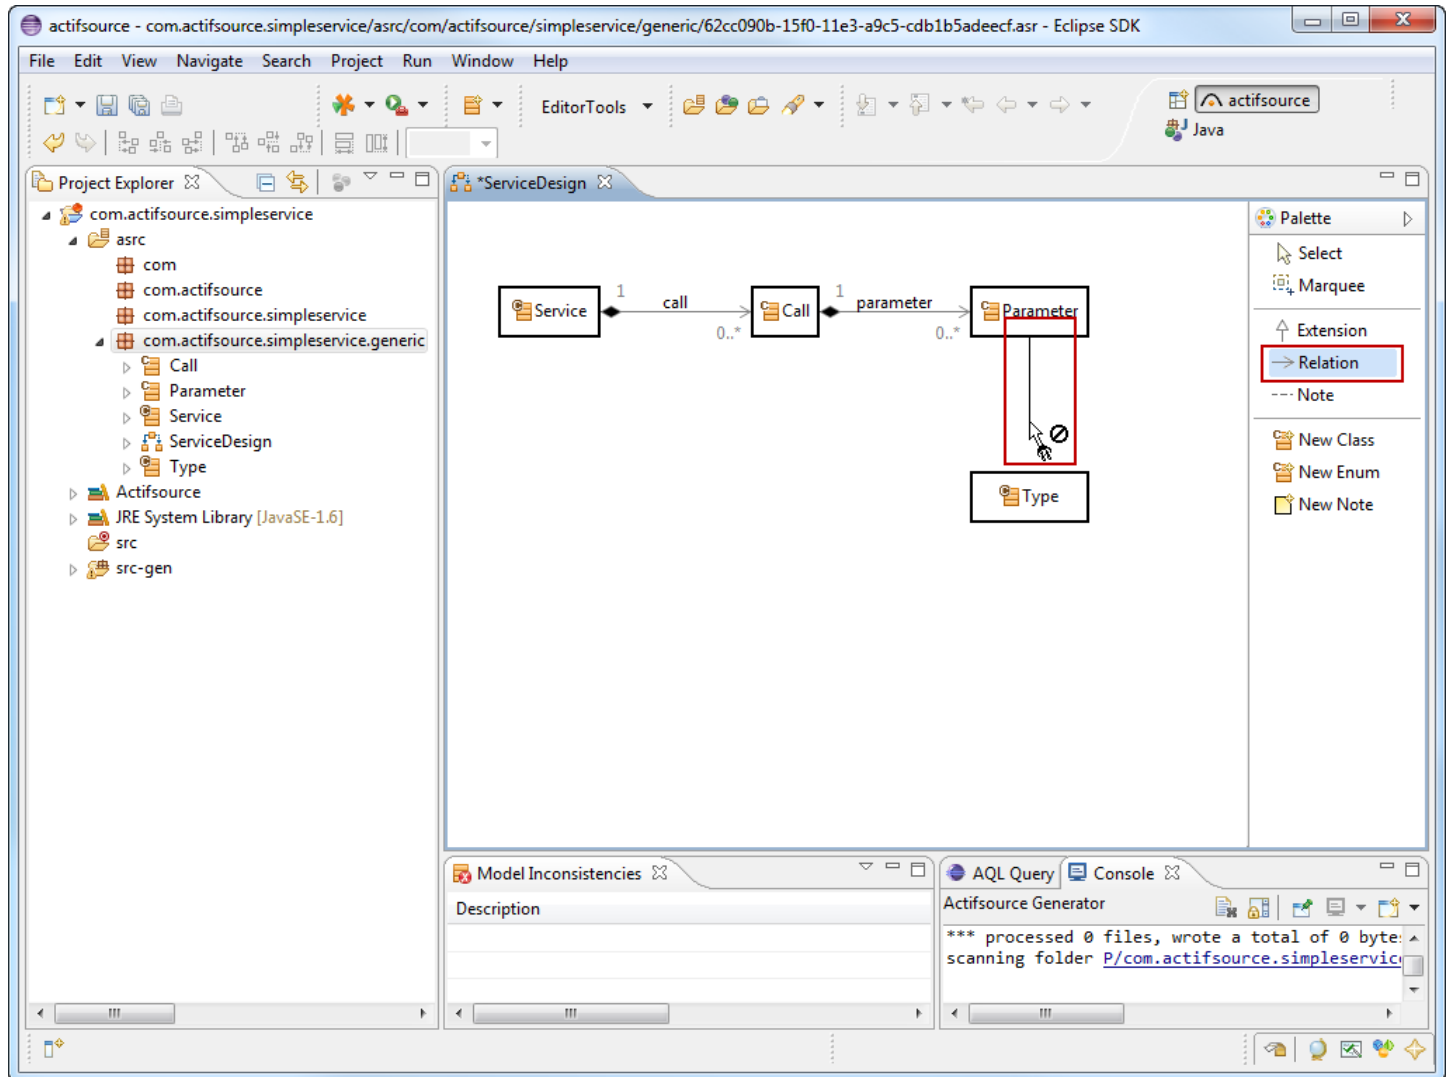 actifsource - com.actifsource.simpleservice/asrc/com/actifsource/simpleservice/generic/62cc090b-15f0-11e3-a9c5-cdb1b5adeecf.asr - Eclipse SDK
File Edit View Navigate Search Project Run Window Help
EditorTools
actifsource
Java
Project Explorer
com.actifsource.simpleservice
asrc
com
com.actifsource
com.actifsource.simpleservice
com.actifsource.simpleservice.generic
Call
Parameter
Service
ServiceDesign
Type
Actifsource
JRE System Library [JavaSE-1.6]
src
src-gen
*ServiceDesign
Service
1
call
0..*
Call
1
parameter
0..*
Parameter
Type
Palette
Select
Marquee
Extension
Relation
Note
New Class
New Enum
New Note
Model Inconsistencies
Description
AQL Query
Console
Actifsource Generator
*** processed 0 files, wrote a total of 0 byte
scanning folder P/com.actifsource.simpleservic